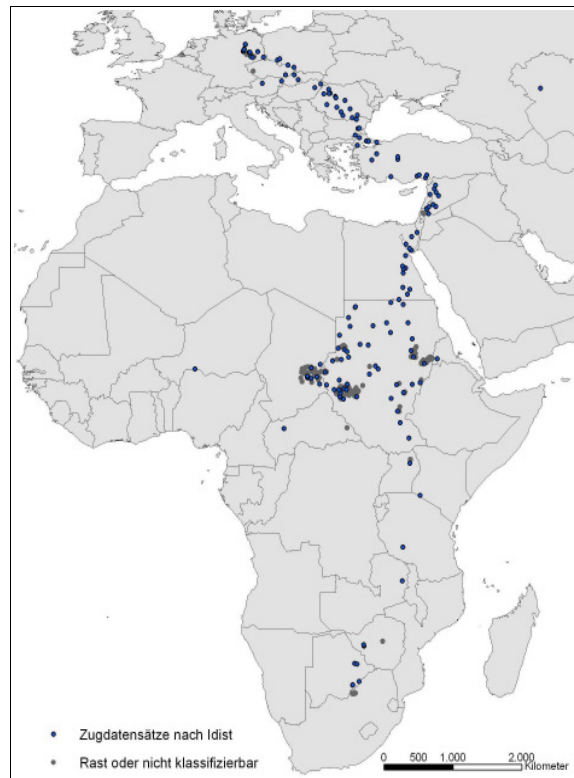 Zugdatensätze nach Idist
Rast oder nicht klassifizierbar
0 500 1.000 2.000
Kilometer